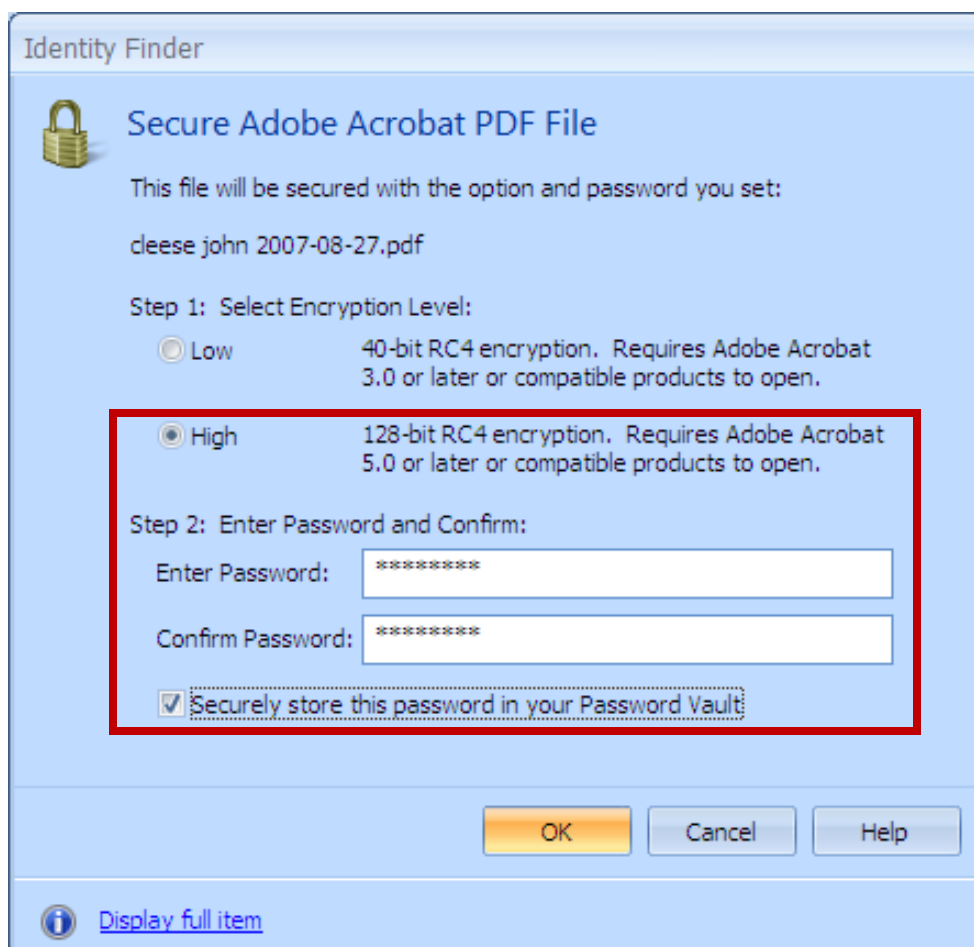 Identity Finder
Secure Adobe Acrobat PDF File
This file will be secured with the option and password you set:
cleese john 2007-08-27.pdf
Step 1:  Select Encryption Level:
Low 40-bit RC4 encryption.  Requires Adobe Acrobat
3.0 or later or compatible products to open.
High 128-bit RC4 encryption.  Requires Adobe Acrobat
5.0 or later or compatible products to open.
Step 2:  Enter Password and Confirm:
Enter Password: ********
Confirm Password: ********
Securely store this password in your Password Vault
OK Cancel Help
Display full item